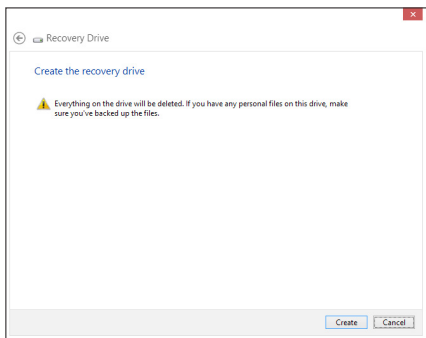 Recovery Drive
Create the recovery drive
Everything on the drive will be deleted. If you have any personal files on this drive, make
sure you've backed up the files.
Create Cancel